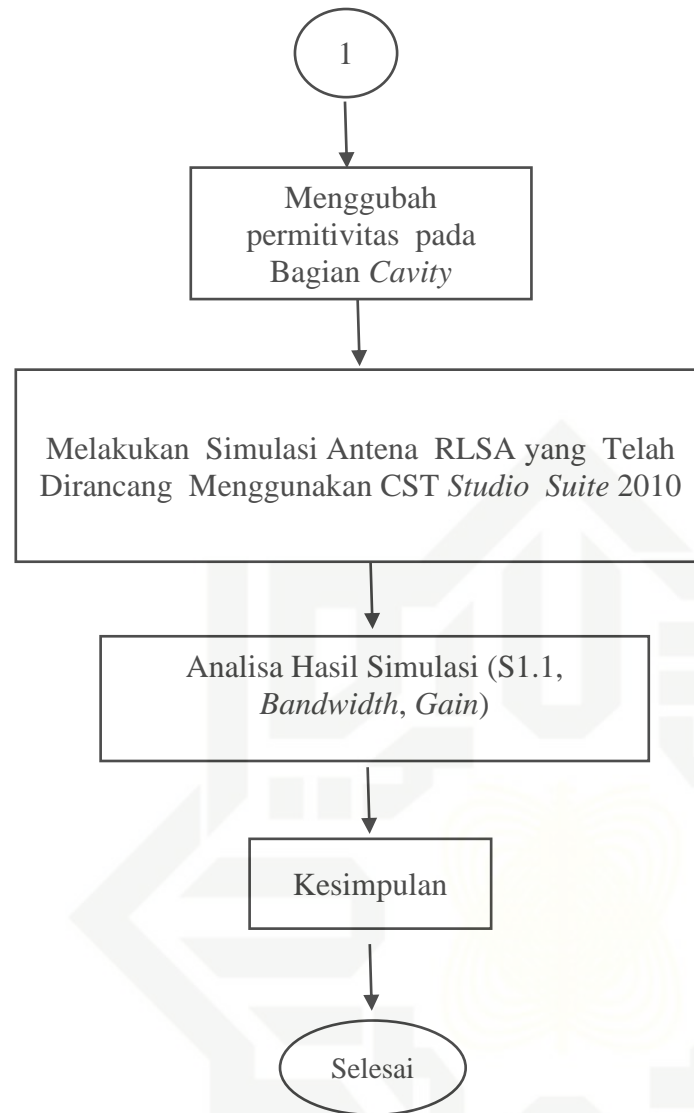 1
Menggubah
permitivitas pada
Bagian Cavity
Melakukan Simulasi Antena RLSA yang Telah
Dirancang Menggunakan CST Studio Suite 2010
Analisa Hasil Simulasi (S1.1,
Bandwidth, Gain)
Kesimpulan
Selesai